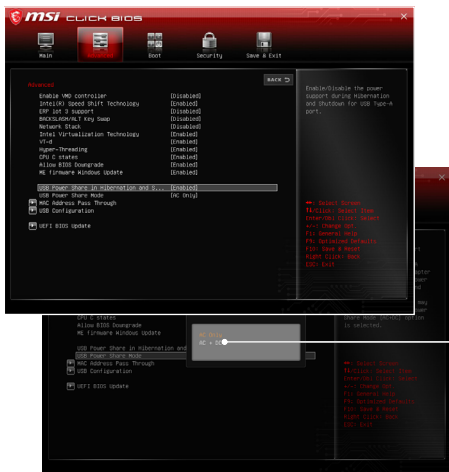 msi CLICK BIOS
Main
Boot
Security
Save & Exit
BACK
Advanced
Enable VMD controller [Disabled]
Intel(R) Speed Shift Technology [Enabled]
ERP lot 3 support [Disabled]
BACKSLASH/ALT Key Swap [Disabled]
Network Stack [Disabled]
Intel Virtualization Technology [Enabled]
VT-d [Enabled]
Hyper-Threading [Enabled]
CPU C states [Enabled]
Allow BIOS Downgrade [Enabled]
ME firmware Windows Update [Enabled]
USB Power Share in Hibernation and S... [Enabled]
USB Power Share Mode [AC Only]
MAC Address Pass Through
USB Configuration
UEFI BIOS Update
Enable/Disable the power
support during Hibernation
and Shutdown for USB Type-A
port.
Select Screen
/Click: Select Item
Enter/Dbl Click: Select
+/-: Change Opt.
F1: General Help
F9: Optimized Defaults
F10: Save & Reset
Right Click: Back
ESC: Exit
CPU C states
Allow BIOS Downgrade
ME firmware Windows Update
USB Power Share in Hibernation and
USB Power Share Mode
MAC Address Pass Through
USB Configuration
UEFI BIOS Update
AC Only
Share Mode [AC+DC] option
is selected.
Select Screen
/Click: Select Item
Enter/Dbl Click: Select
+/-: Change Opt.
F1: General Help
F9: Optimized Defaults
F10: Save & Reset
Right Click: Back
ESC: Exit